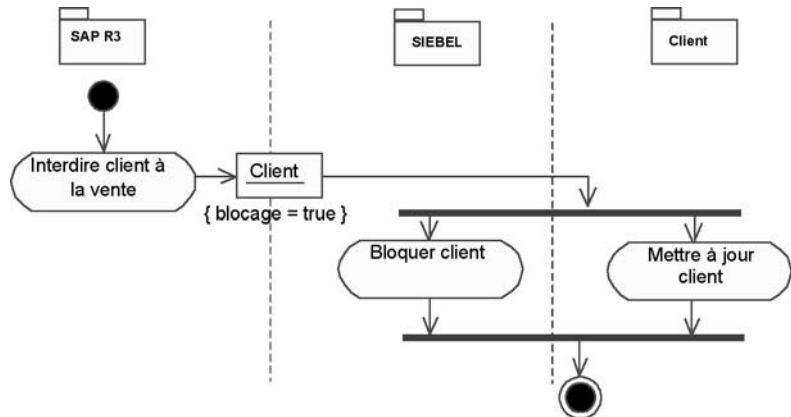 SAP R3
SIEBEL
Client
Interdire client à
la vente
Client
{ blocage = true }
Bloquer client
Mettre à jour
client